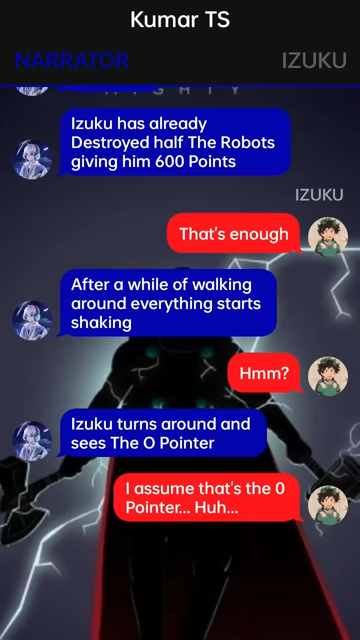 Kumar TS
NARRATOR
IZUKU
MIGHTY
Izuku has already
Destroyed half The Robots
giving him 600 Points
IZUKU
That's enough
After a while of walking
around everything starts
shaking
Hmm?
Izuku turns around and
sees The O Pointer
I assume that's the 0
Pointer... Huh...